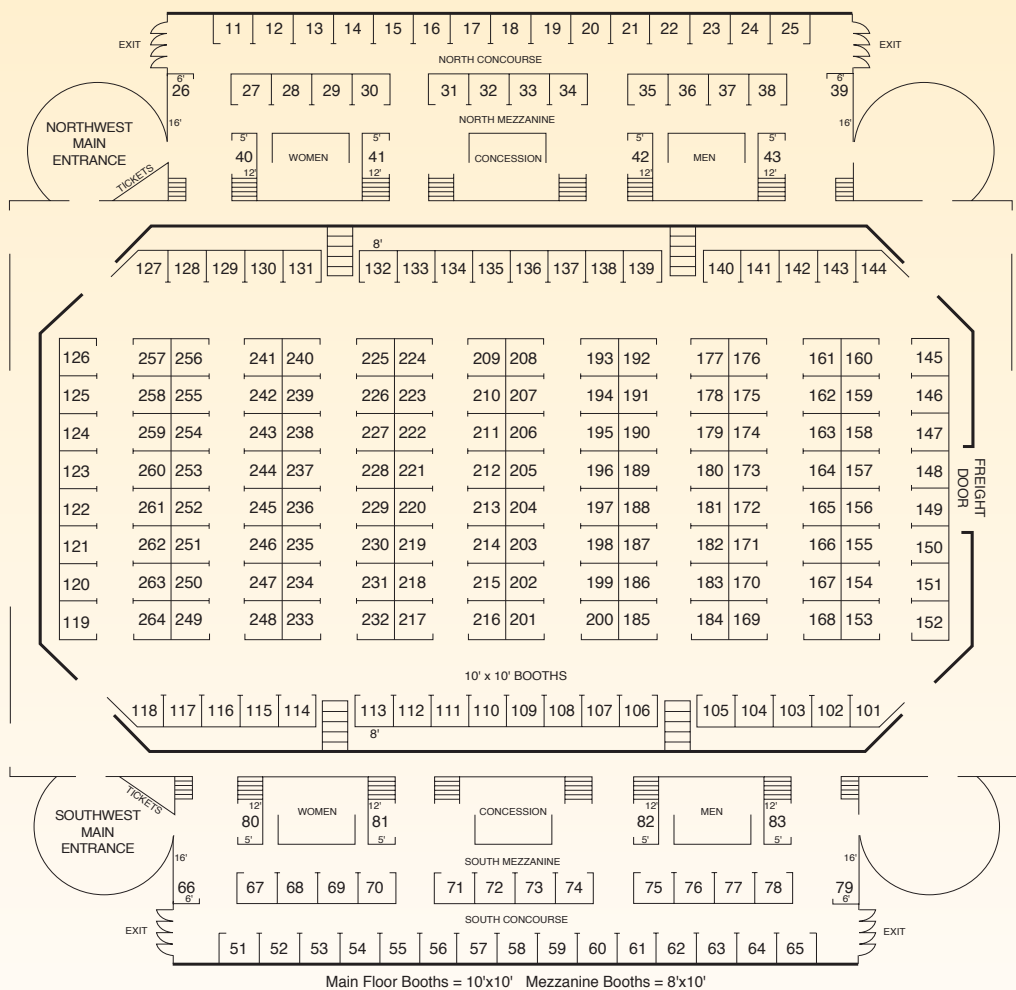 11 12 13 14 15 16 17 18 19 20 21 22 23 24 25
EXIT EXIT
NORTH CONCOURSE
6' 6'
26 27 28 29 30 31 32 33 34 35 36 37 38 39
16' NORTH MEZZANINE 16'
NORTHWEST
MAIN
ENTRANCE
TICKETS
5' 5' 5' 5'
40 WOMEN 41 CONCESSION 42 MEN 43
12' 12' 12' 12'
8'
127 128 129 130 131 132 133 134 135 136 137 138 139 140 141 142 143 144
126 257 256 241 240 225 224 209 208 193 192 177 176 161 160 145
125 258 255 242 239 226 223 210 207 194 191 178 175 162 159 146
124 259 254 243 238 227 222 211 206 195 190 179 174 163 158 147
123 260 253 244 237 228 221 212 205 196 189 180 173 164 157 148
122 261 252 245 236 229 220 213 204 197 188 181 172 165 156 149
121 262 251 246 235 230 219 214 203 198 187 182 171 166 155 150
120 263 250 247 234 231 218 215 202 199 186 183 170 167 154 151
119 264 249 248 233 232 217 216 201 200 185 184 169 168 153 152
FREIGHT
DOOR
10' x 10' BOOTHS
118 117 116 115 114 113 112 111 110 109 108 107 106 105 104 103 102 101
8'
TICKETS
SOUTHWEST
MAIN
ENTRANCE
12' 12' 12' 12'
80 WOMEN 81 CONCESSION 82 MEN 83
5' 5' 5' 5'
16' SOUTH MEZZANINE 16'
66 67 68 69 70 71 72 73 74 75 76 77 78 79
6' 6'
SOUTH CONCOURSE
EXIT EXIT
51 52 53 54 55 56 57 58 59 60 61 62 63 64 65
Main Floor Booths = 10'x10' Mezzanine Booths = 8'x10'